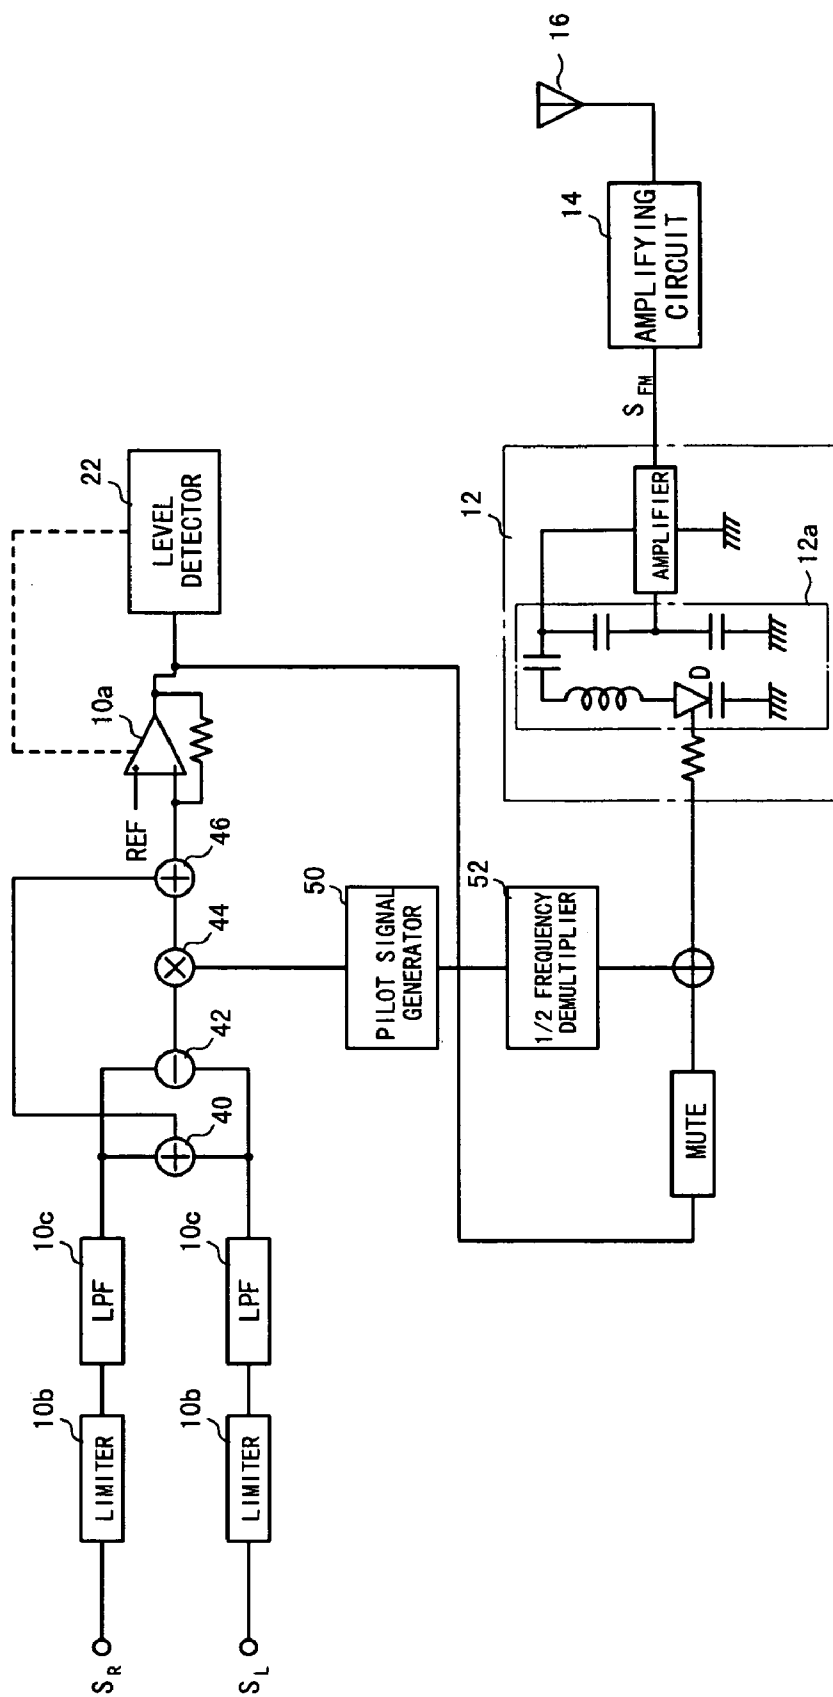 S_R
LIMITER
10b
LPF
10c
S_L
LIMITER
10b
LPF
10c
40
42
44
46
REF
10a
LEVEL
DETECTOR
22
PILOT SIGNAL
GENERATOR
50
1/2 FREQUENCY
DEMULTIPLIER
52
MUTE
D
12a
AMPLIFIER
12
S_FM
AMPLIFYING
CIRCUIT
14
16